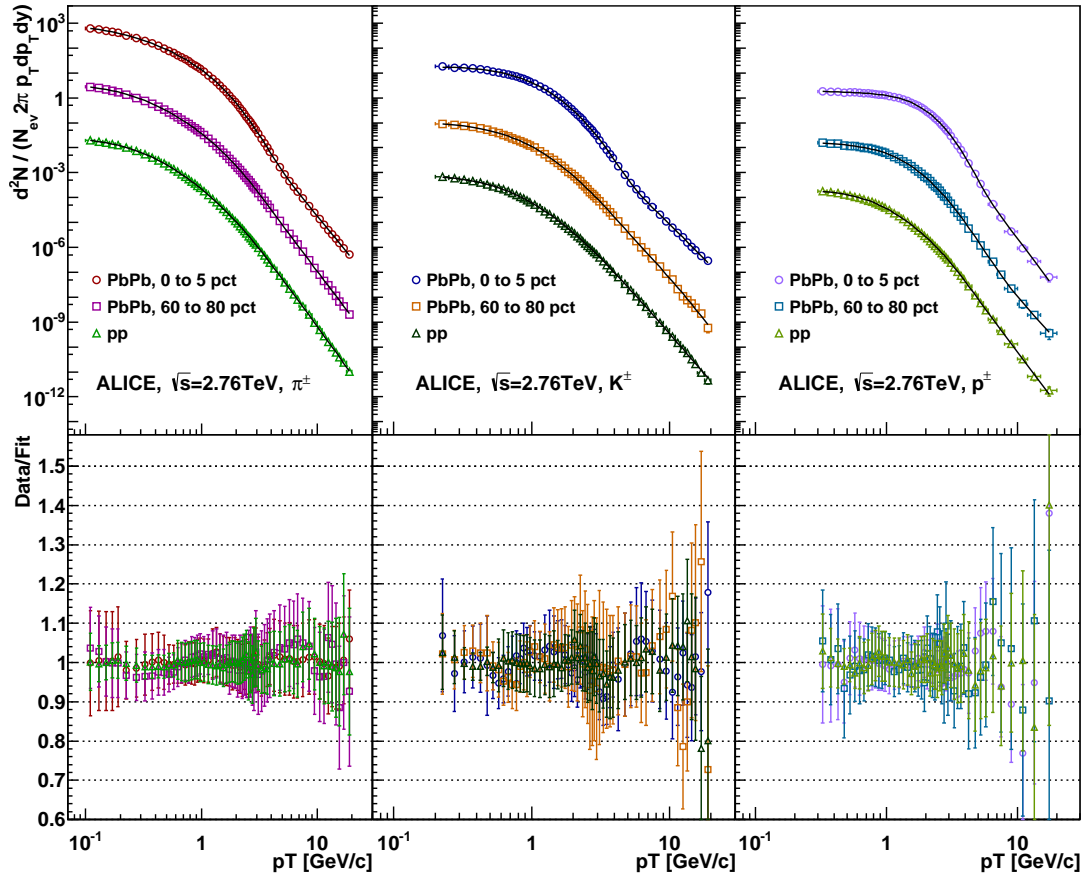 d²N / (N_ev 2π p_T dp_T dy)
10³
1
10⁻³
10⁻⁶
10⁻⁹
10⁻¹²
PbPb, 0 to 5 pct
PbPb, 60 to 80 pct
pp
ALICE, √s=2.76TeV, π±
PbPb, 0 to 5 pct
PbPb, 60 to 80 pct
pp
ALICE, √s=2.76TeV, K±
PbPb, 0 to 5 pct
PbPb, 60 to 80 pct
pp
ALICE, √s=2.76TeV, p±
Data/Fit
1.5
1.4
1.3
1.2
1.1
1
0.9
0.8
0.7
0.6
10⁻¹ 1 10
pT [GeV/c]
10⁻¹ 1 10
pT [GeV/c]
10⁻¹ 1 10
pT [GeV/c]